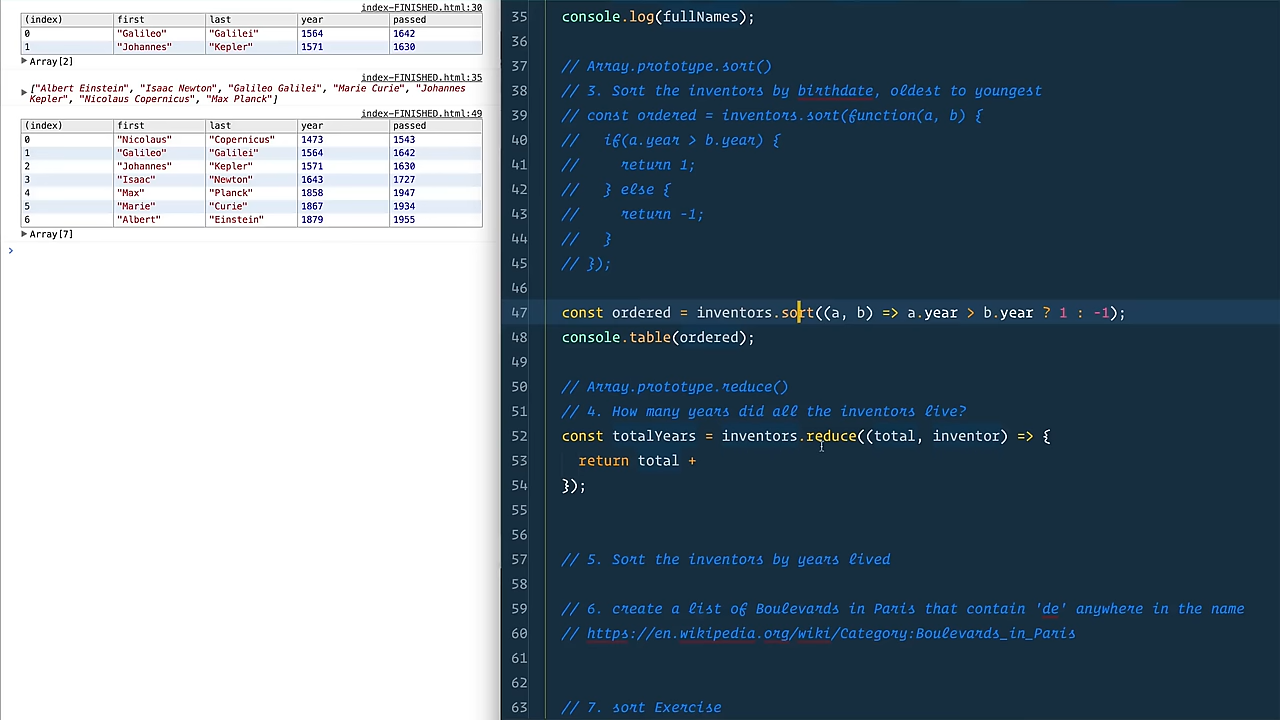 index-FINISHED.html:30
(index) first last year passed
0 "Galileo" "Galilei" 1564 1642
1 "Johannes" "Kepler" 1571 1630
▶ Array[2]
index-FINISHED.html:35
["Albert Einstein", "Isaac Newton", "Galileo Galilei", "Marie Curie", "Johannes
▶ Kepler", "Nicolaus Copernicus", "Max Planck"]
index-FINISHED.html:49
(index) first last year passed
0 "Nicolaus" "Copernicus" 1473 1543
1 "Galileo" "Galilei" 1564 1642
2 "Johannes" "Kepler" 1571 1630
3 "Isaac" "Newton" 1643 1727
4 "Max" "Planck" 1858 1947
5 "Marie" "Curie" 1867 1934
6 "Albert" "Einstein" 1879 1955
▶ Array[7]
>
35 console.log(fullNames);
36
37 // Array.prototype.sort()
38 // 3. Sort the inventors by birthdate, oldest to youngest
39 // const ordered = inventors.sort(function(a, b) {
40 //   if(a.year > b.year) {
41 //     return 1;
42 //   } else {
43 //     return -1;
44 //   }
45 // });
46
47 const ordered = inventors.sort((a, b) => a.year > b.year ? 1 : -1);
48 console.table(ordered);
49
50 // Array.prototype.reduce()
51 // 4. How many years did all the inventors live?
52 const totalYears = inventors.reduce((total, inventor) => {
53   return total +
54 });
55
56
57 // 5. Sort the inventors by years lived
58
59 // 6. create a list of Boulevards in Paris that contain 'de' anywhere in the name
60 // https://en.wikipedia.org/wiki/Category:Boulevards_in_Paris
61
62
63 // 7. sort Exercise